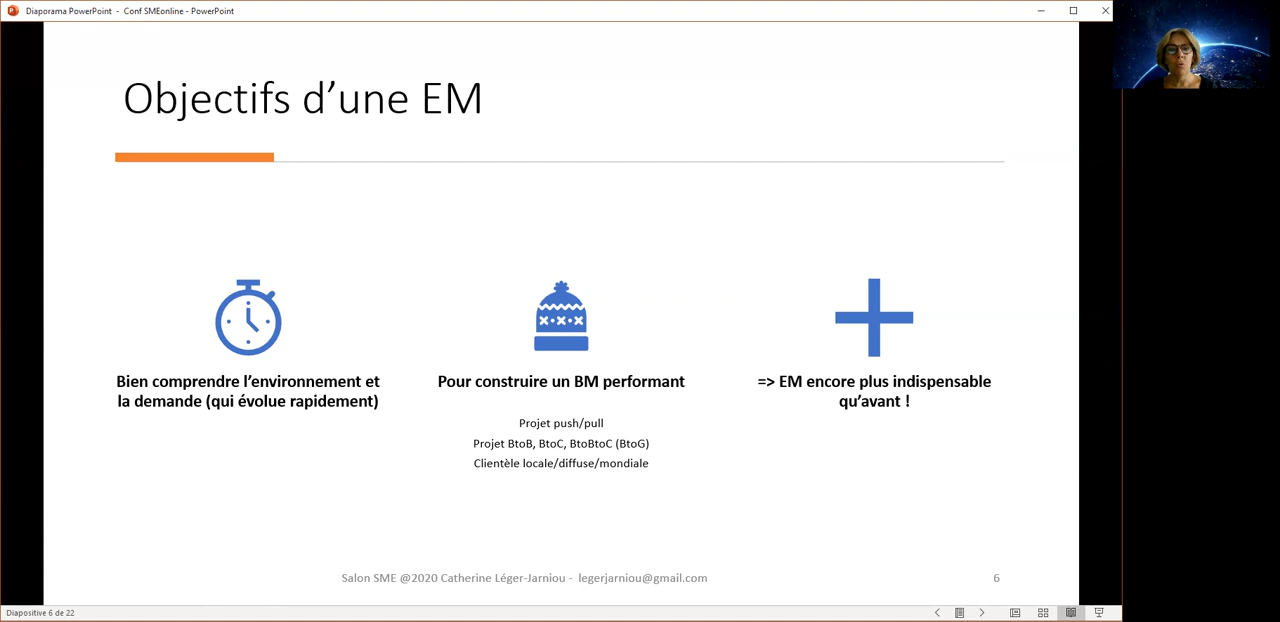 Diaporama PowerPoint - Conf SMEonline - PowerPoint
Objectifs d’une EM
Bien comprendre l’environnement et
la demande (qui évolue rapidement)
Pour construire un BM performant
Projet push/pull
Projet BtoB, BtoC, BtoBtoC (BtoG)
Clientèle locale/diffuse/mondiale
=> EM encore plus indispensable
qu’avant !
Salon SME @2020 Catherine Léger-Jarniou - legerjarniou@gmail.com
6
Diapositive 6 de 22